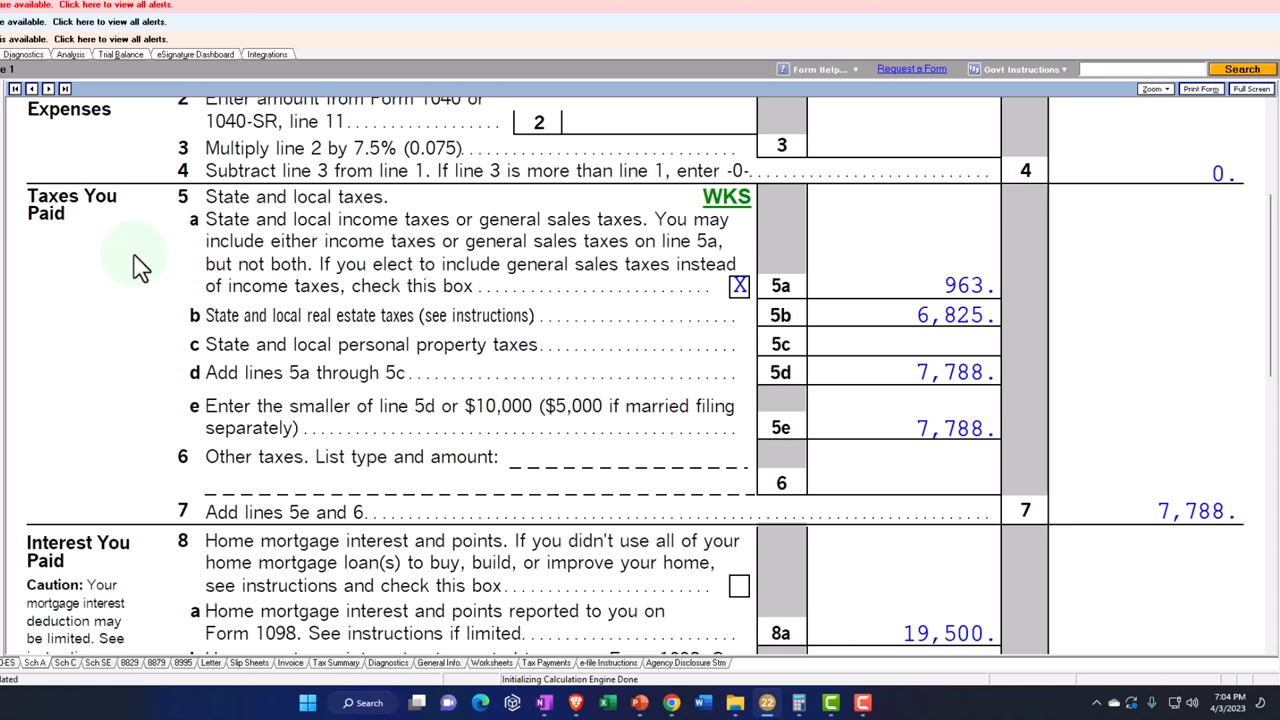 are available. Click here to view all alerts.
e available. Click here to view all alerts.
is available. Click here to view all alerts.
Diagnostics Analysis Trial Balance eSignature Dashboard Integrations
e 1 ? Form Help... Request a Form Govt Instructions Search
Zoom Print Form Full Screen
Expenses 2 Enter amount from Form 1040 or
1040-SR, line 11 2
3 Multiply line 2 by 7.5% (0.075) 3
4 Subtract line 3 from line 1. If line 3 is more than line 1, enter -0- 4 0.
Taxes You Paid 5 State and local taxes. WKS
a State and local income taxes or general sales taxes. You may
include either income taxes or general sales taxes on line 5a,
but not both. If you elect to include general sales taxes instead
of income taxes, check this box X 5a 963.
b State and local real estate taxes (see instructions) 5b 6,825.
c State and local personal property taxes 5c
d Add lines 5a through 5c 5d 7,788.
e Enter the smaller of line 5d or $10,000 ($5,000 if married filing
separately) 5e 7,788.
6 Other taxes. List type and amount:
6
7 Add lines 5e and 6 7 7,788.
Interest You Paid 8 Home mortgage interest and points. If you didn't use all of your
home mortgage loan(s) to buy, build, or improve your home,
see instructions and check this box
Caution: Your
mortgage interest
deduction may
be limited. See
a Home mortgage interest and points reported to you on
Form 1098. See instructions if limited. 8a 19,500.
0-ES Sch A Sch C Sch SE 8829 8879 8995 Letter Slip Sheets Invoice Tax Summary Diagnostics General Info. Worksheets Tax Payments e-file Instructions Agency Disclosure Stm
lated Initializing Calculation Engine Done
Search 22 7:04 PM
4/3/2023